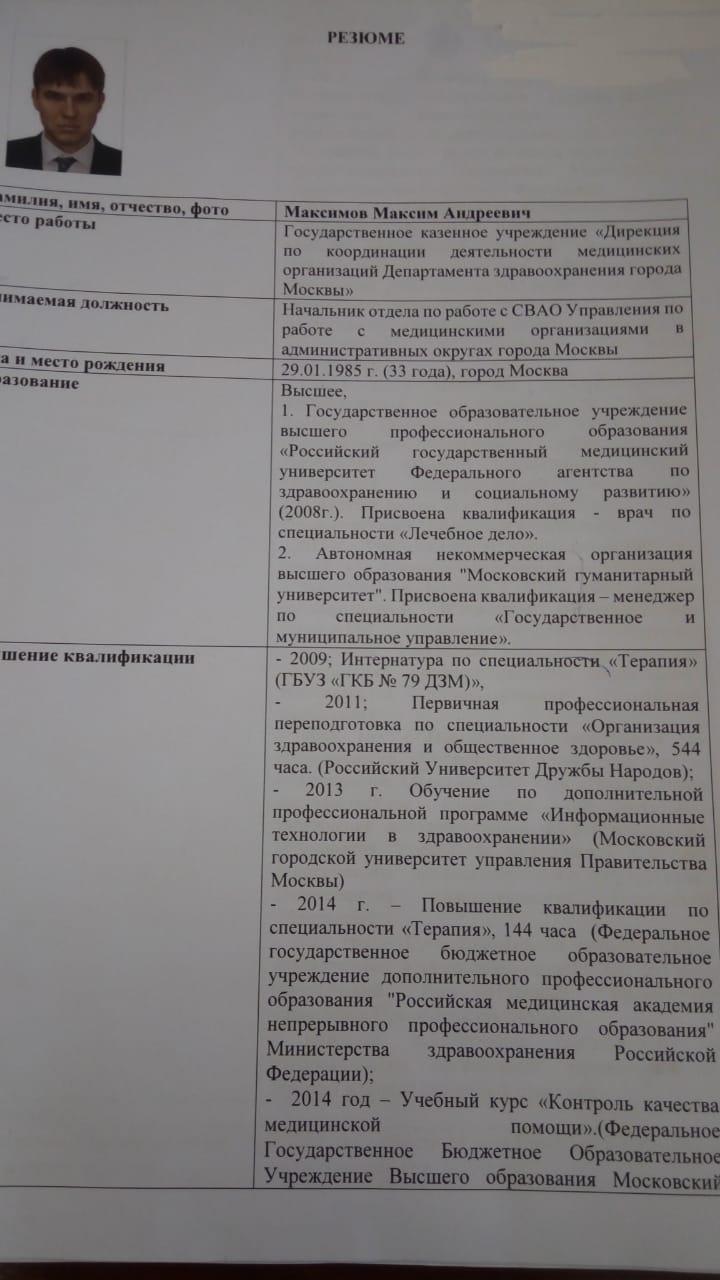 РЕЗЮМЕ
амилия, имя, отчество, фото
Максимов Максим Андреевич
есто работы
Государственное казенное учреждение «Дирекция
по координации деятельности медицинских
организаций Департамента здравоохранения города
Москвы»
нимаемая должность
Начальник отдела по работе с СВАО Управления по
работе с медицинскими организациями в
административных округах города Москвы
а и место рождения
29.01.1985 г. (33 года), город Москва
разование
Высшее,
1. Государственное образовательное учреждение
высшего профессионального образования
«Российский государственный медицинский
университет Федерального агентства по
здравоохранению и социальному развитию»
(2008г.). Присвоена квалификация - врач по
специальности «Лечебное дело».
2. Автономная некоммерческая организация
высшего образования "Московский гуманитарный
университет". Присвоена квалификация – менеджер
по специальности «Государственное и
муниципальное управление».
шение квалификации
- 2009; Интернатура по специальности «Терапия»
(ГБУЗ «ГКБ № 79 ДЗМ)»,
- 2011; Первичная профессиональная
переподготовка по специальности «Организация
здравоохранения и общественное здоровье», 544
часа. (Российский Университет Дружбы Народов);
- 2013 г. Обучение по дополнительной
профессиональной программе «Информационные
технологии в здравоохранении» (Московский
городской университет управления Правительства
Москвы)
- 2014 г. – Повышение квалификации по
специальности «Терапия», 144 часа (Федеральное
государственное бюджетное образовательное
учреждение дополнительного профессионального
образования "Российская медицинская академия
непрерывного профессионального образования"
Министерства здравоохранения Российской
Федерации);
- 2014 год – Учебный курс «Контроль качества
медицинской помощи».(Федеральное
Государственное Бюджетное Образовательное
Учреждение Высшего образования Московский